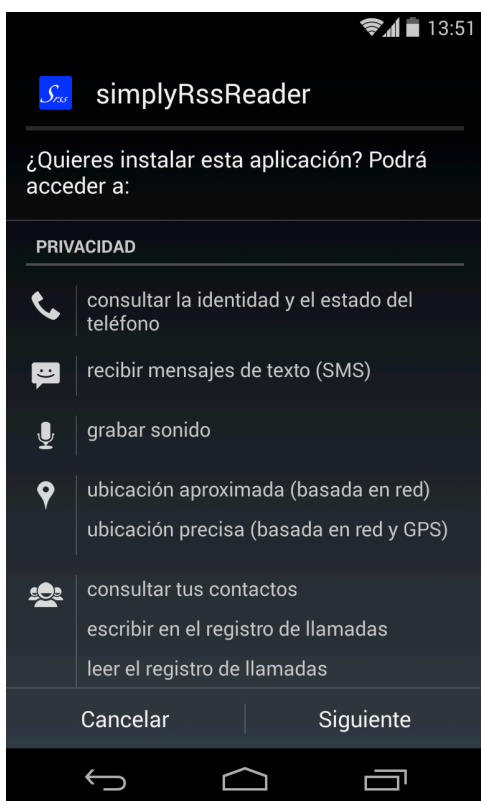 13:51
Srss
simplyRssReader
¿Quieres instalar esta aplicación? Podrá
acceder a:
PRIVACIDAD
consultar la identidad y el estado del
teléfono
recibir mensajes de texto (SMS)
grabar sonido
ubicación aproximada (basada en red)
ubicación precisa (basada en red y GPS)
consultar tus contactos
escribir en el registro de llamadas
leer el registro de llamadas
Cancelar
Siguiente